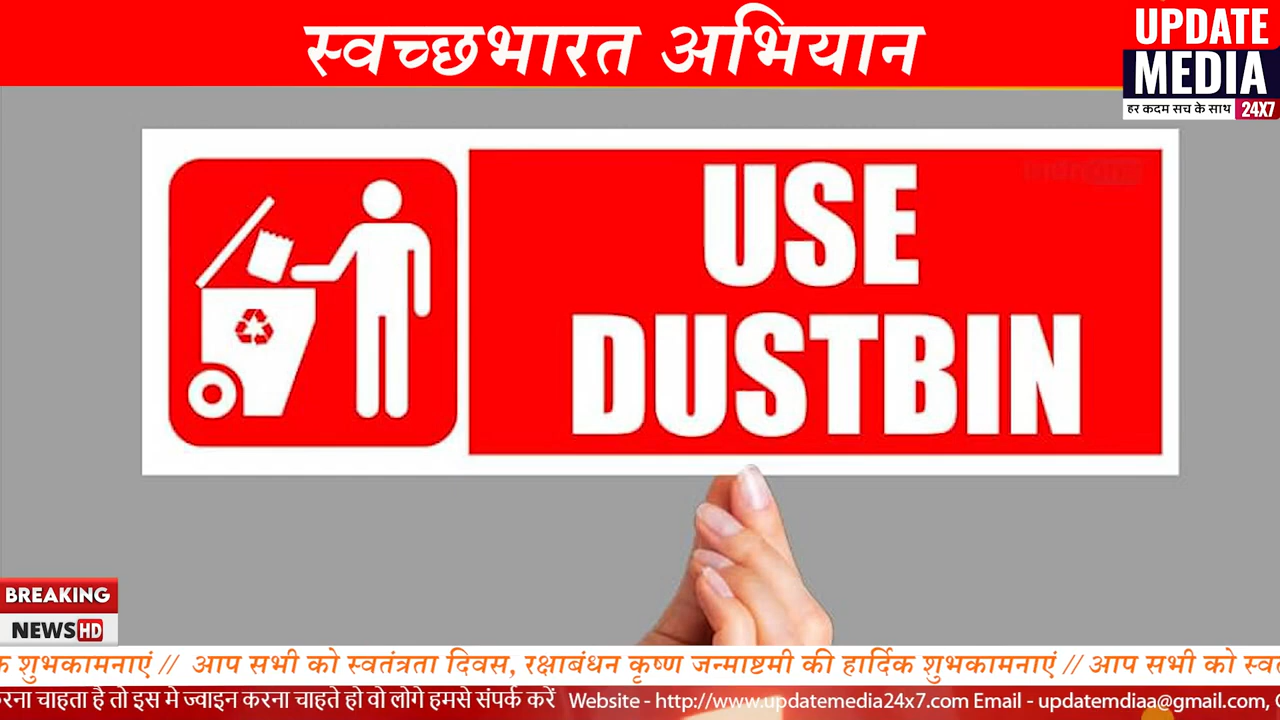 स्वच्छभारत अभियान
UPDATE
MEDIA
हर कदम सच के साथ 24X7
USE
DUSTBIN
BREAKING
NEWS HD
शुभकामनाएं // आप सभी को स्वतंत्रता दिवस, रक्षाबंधन कृष्ण जन्माष्टमी की हार्दिक शुभकामनाएं // आप सभी को
चाहता है तो इस मे ज्वाइन करना चाहते हो वो लोगे हमसे संपर्क करें Website - http://www.updatemedia24x7.com Email - updatemdiaa@gmail.com,